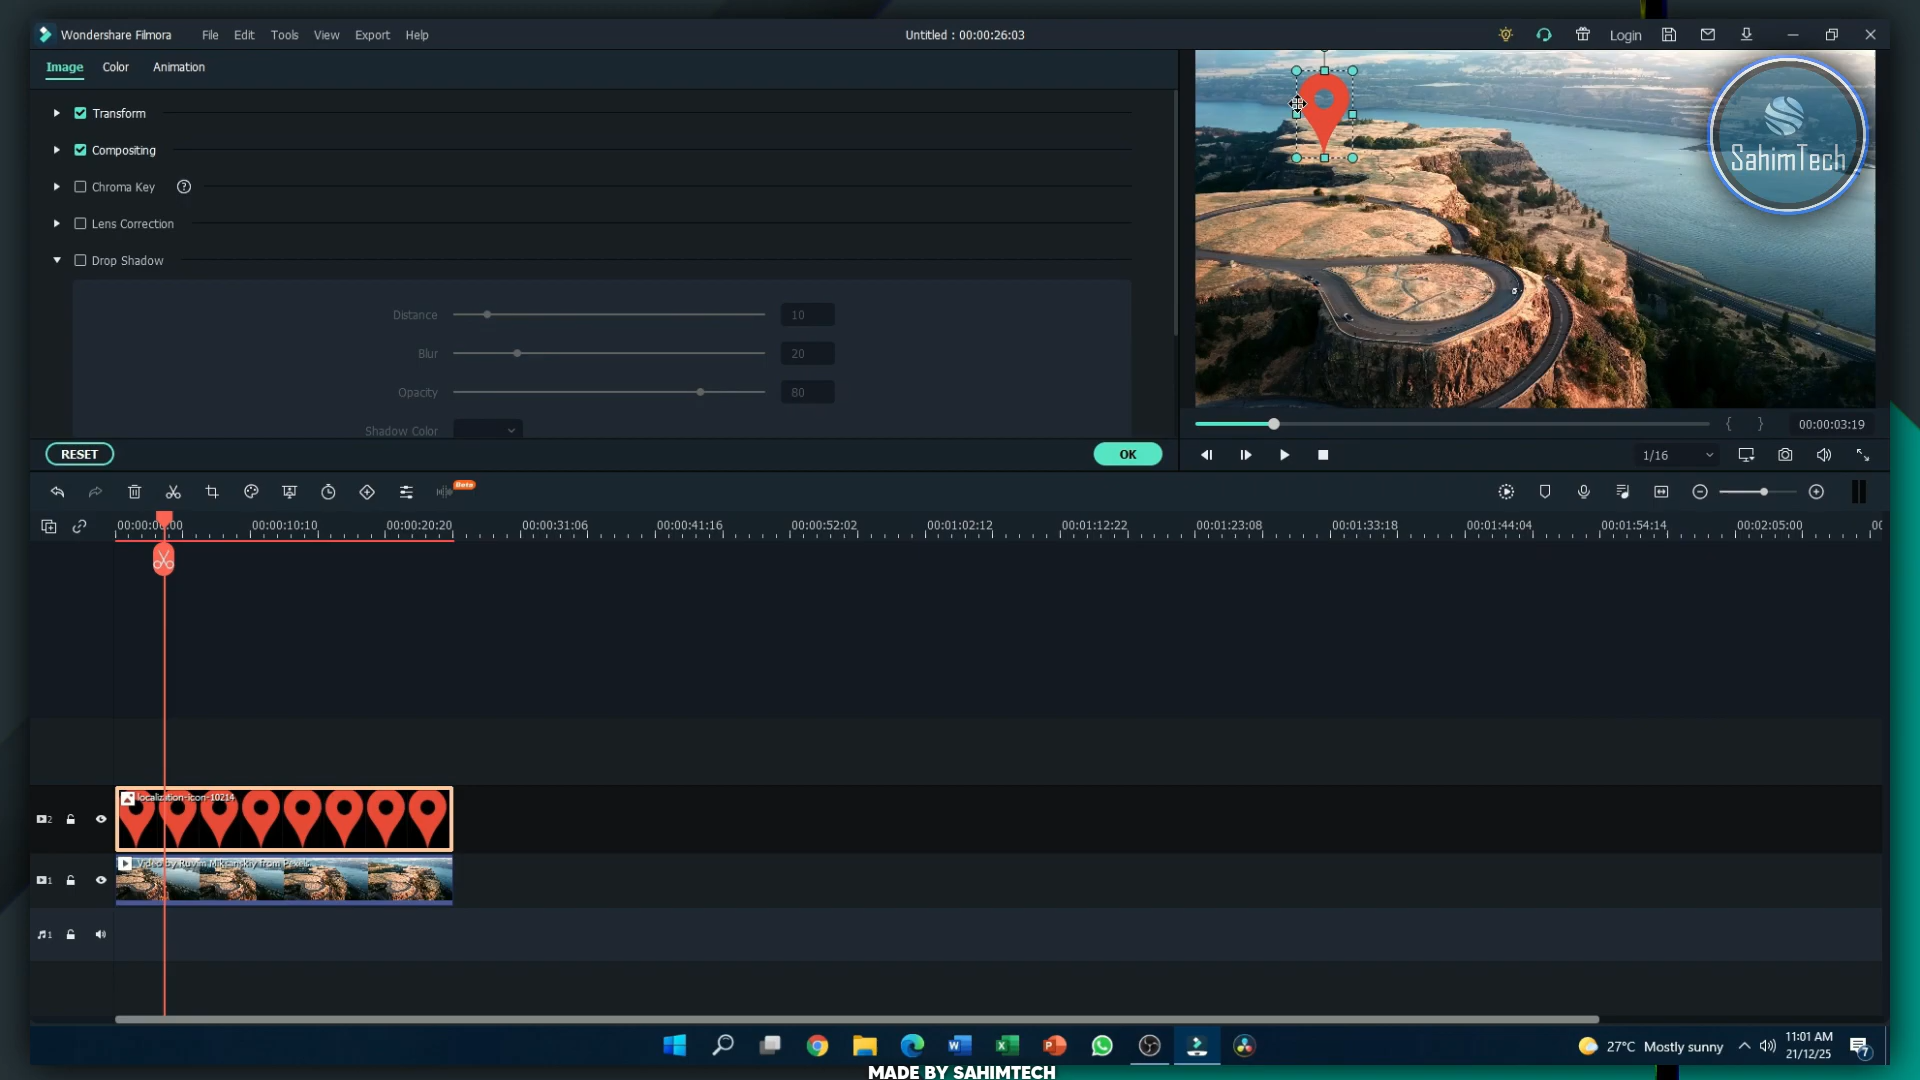 Wondershare Filmora File Edit Tools View Export Help Untitled : 00:00:26:03 Login
Image Color Animation
Transform
Compositing
Chroma Key ?
Lens Correction
Drop Shadow
Distance 10
Blur 20
Opacity 80
Shadow Color
RESET OK
SahimTech
00:00:03:19
1/16
Beta
00:00:00:00 00:00:10:10 00:00:20:20 00:00:31:06 00:00:41:16 00:00:52:02 00:01:02:12 00:01:12:22 00:01:23:08 00:01:33:18 00:01:44:04 00:01:54:14 00:02:05:00 00
localization-icon-10214
2
Video by Ruvim Miksanskiy from Pexels
1
1
27°C Mostly sunny
11:01 AM
21/12/25
7
MADE BY SAHIMTECH